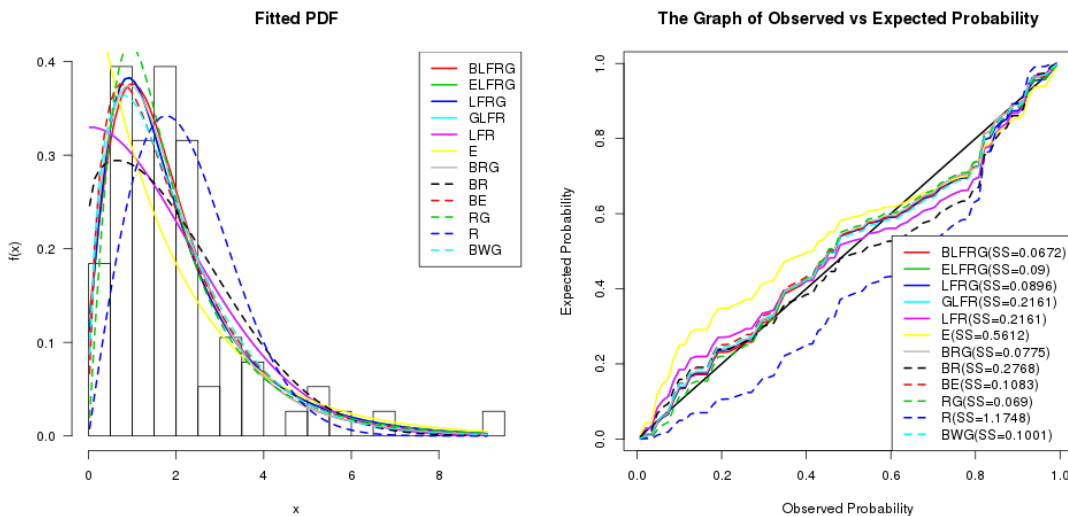 Fitted PDF
f(x)
0.4
0.3
0.2
0.1
0.0
0
2
4
6
8
x
BLFRG
ELFRG
LFRG
GLFR
LFR
E
BRG
BR
BE
RG
R
BWG
The Graph of Observed vs Expected Probability
Expected Probability
1.0
0.8
0.6
0.4
0.2
0.0
0.0
0.2
0.4
0.6
0.8
1.0
Observed Probability
BLFRG(SS=0.0672)
ELFRG(SS=0.09)
LFRG(SS=0.0896)
GLFR(SS=0.2161)
LFR(SS=0.2161)
E(SS=0.5612)
BRG(SS=0.0775)
BR(SS=0.2768)
BE(SS=0.1083)
RG(SS=0.069)
R(SS=1.1748)
BWG(SS=0.1001)